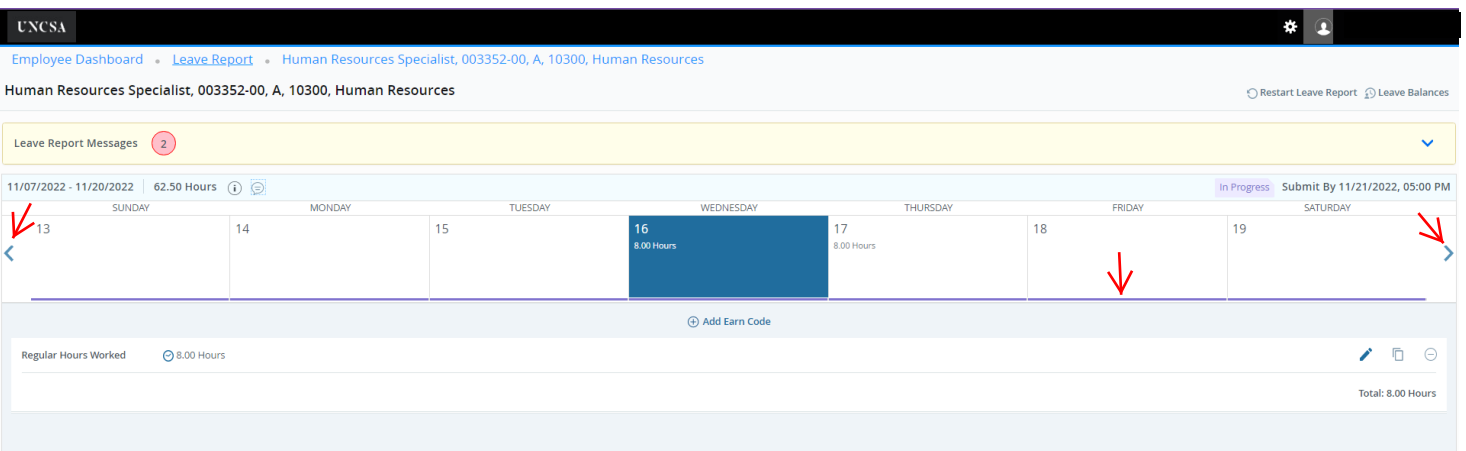 UNCSA
Employee Dashboard • Leave Report • Human Resources Specialist, 003352-00, A, 10300, Human Resources
Human Resources Specialist, 003352-00, A, 10300, Human Resources
Restart Leave Report Leave Balances
Leave Report Messages 2
11/07/2022 - 11/20/2022 | 62.50 Hours
In Progress Submit By 11/21/2022, 05:00 PM
SUNDAY MONDAY TUESDAY WEDNESDAY THURSDAY FRIDAY SATURDAY
13 14 15 16 17 18 19
8.00 Hours 8.00 Hours
Add Earn Code
Regular Hours Worked 8.00 Hours
Total: 8.00 Hours